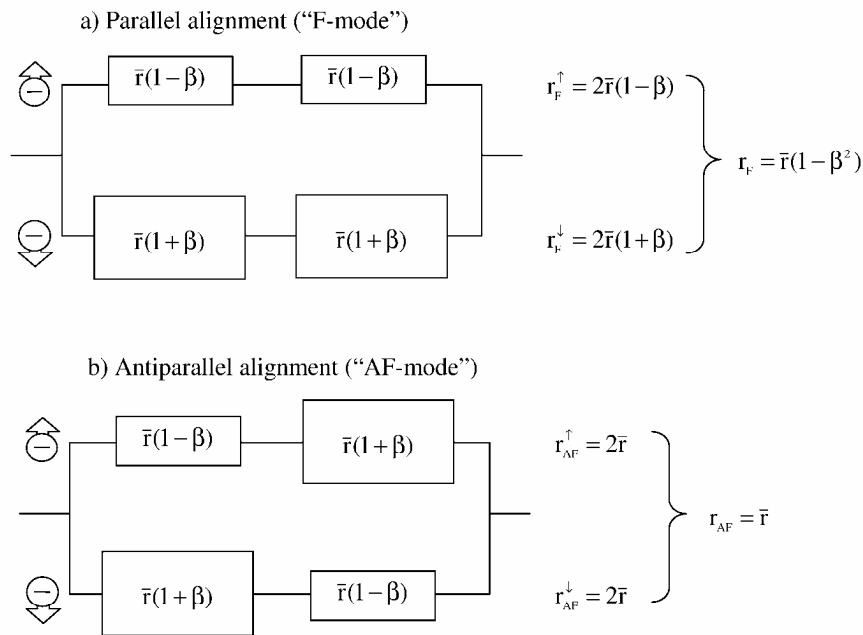 a) Parallel alignment (“F-mode”)
r̄(1−β) r̄(1−β) r_F^↑ = 2r̄(1−β)
r_F = r̄(1−β²)
r̄(1+β) r̄(1+β) r_F^↓ = 2r̄(1+β)
b) Antiparallel alignment (“AF-mode”)
r̄(1−β) r̄(1+β) r_AF^↑ = 2r̄
r_AF = r̄
r̄(1+β) r̄(1−β) r_AF^↓ = 2r̄